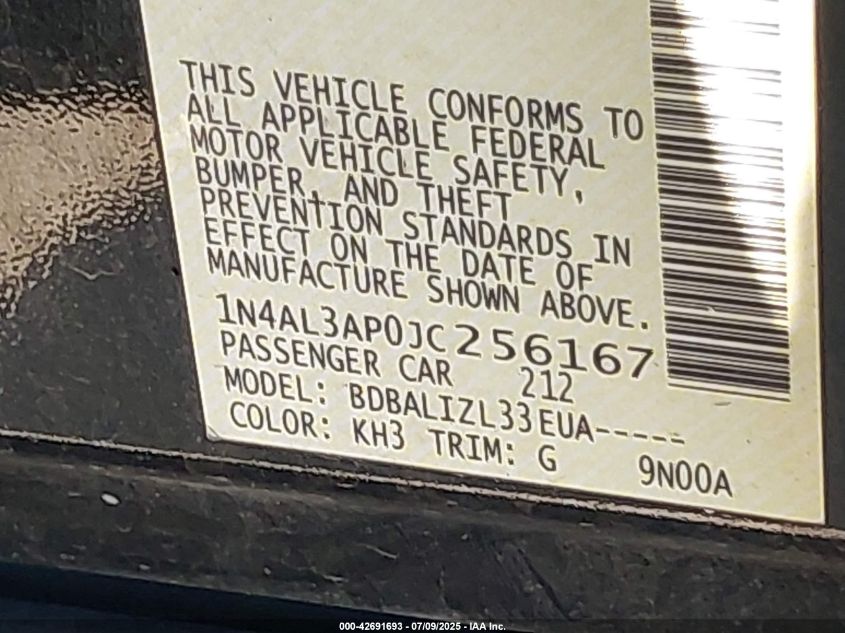 THIS VEHICLE CONFORMS TO
ALL APPLICABLE FEDERAL
MOTOR VEHICLE SAFETY,
BUMPER, AND THEFT
PREVENTION STANDARDS IN
EFFECT ON THE DATE OF
MANUFACTURE SHOWN ABOVE.
1N4AL3AP0JC256167
PASSENGER CAR 212
MODEL: BDBALIZL33EUA-----
COLOR: KH3 TRIM: G 9N00A
000-42691693 - 07/09/2025 - IAA Inc.